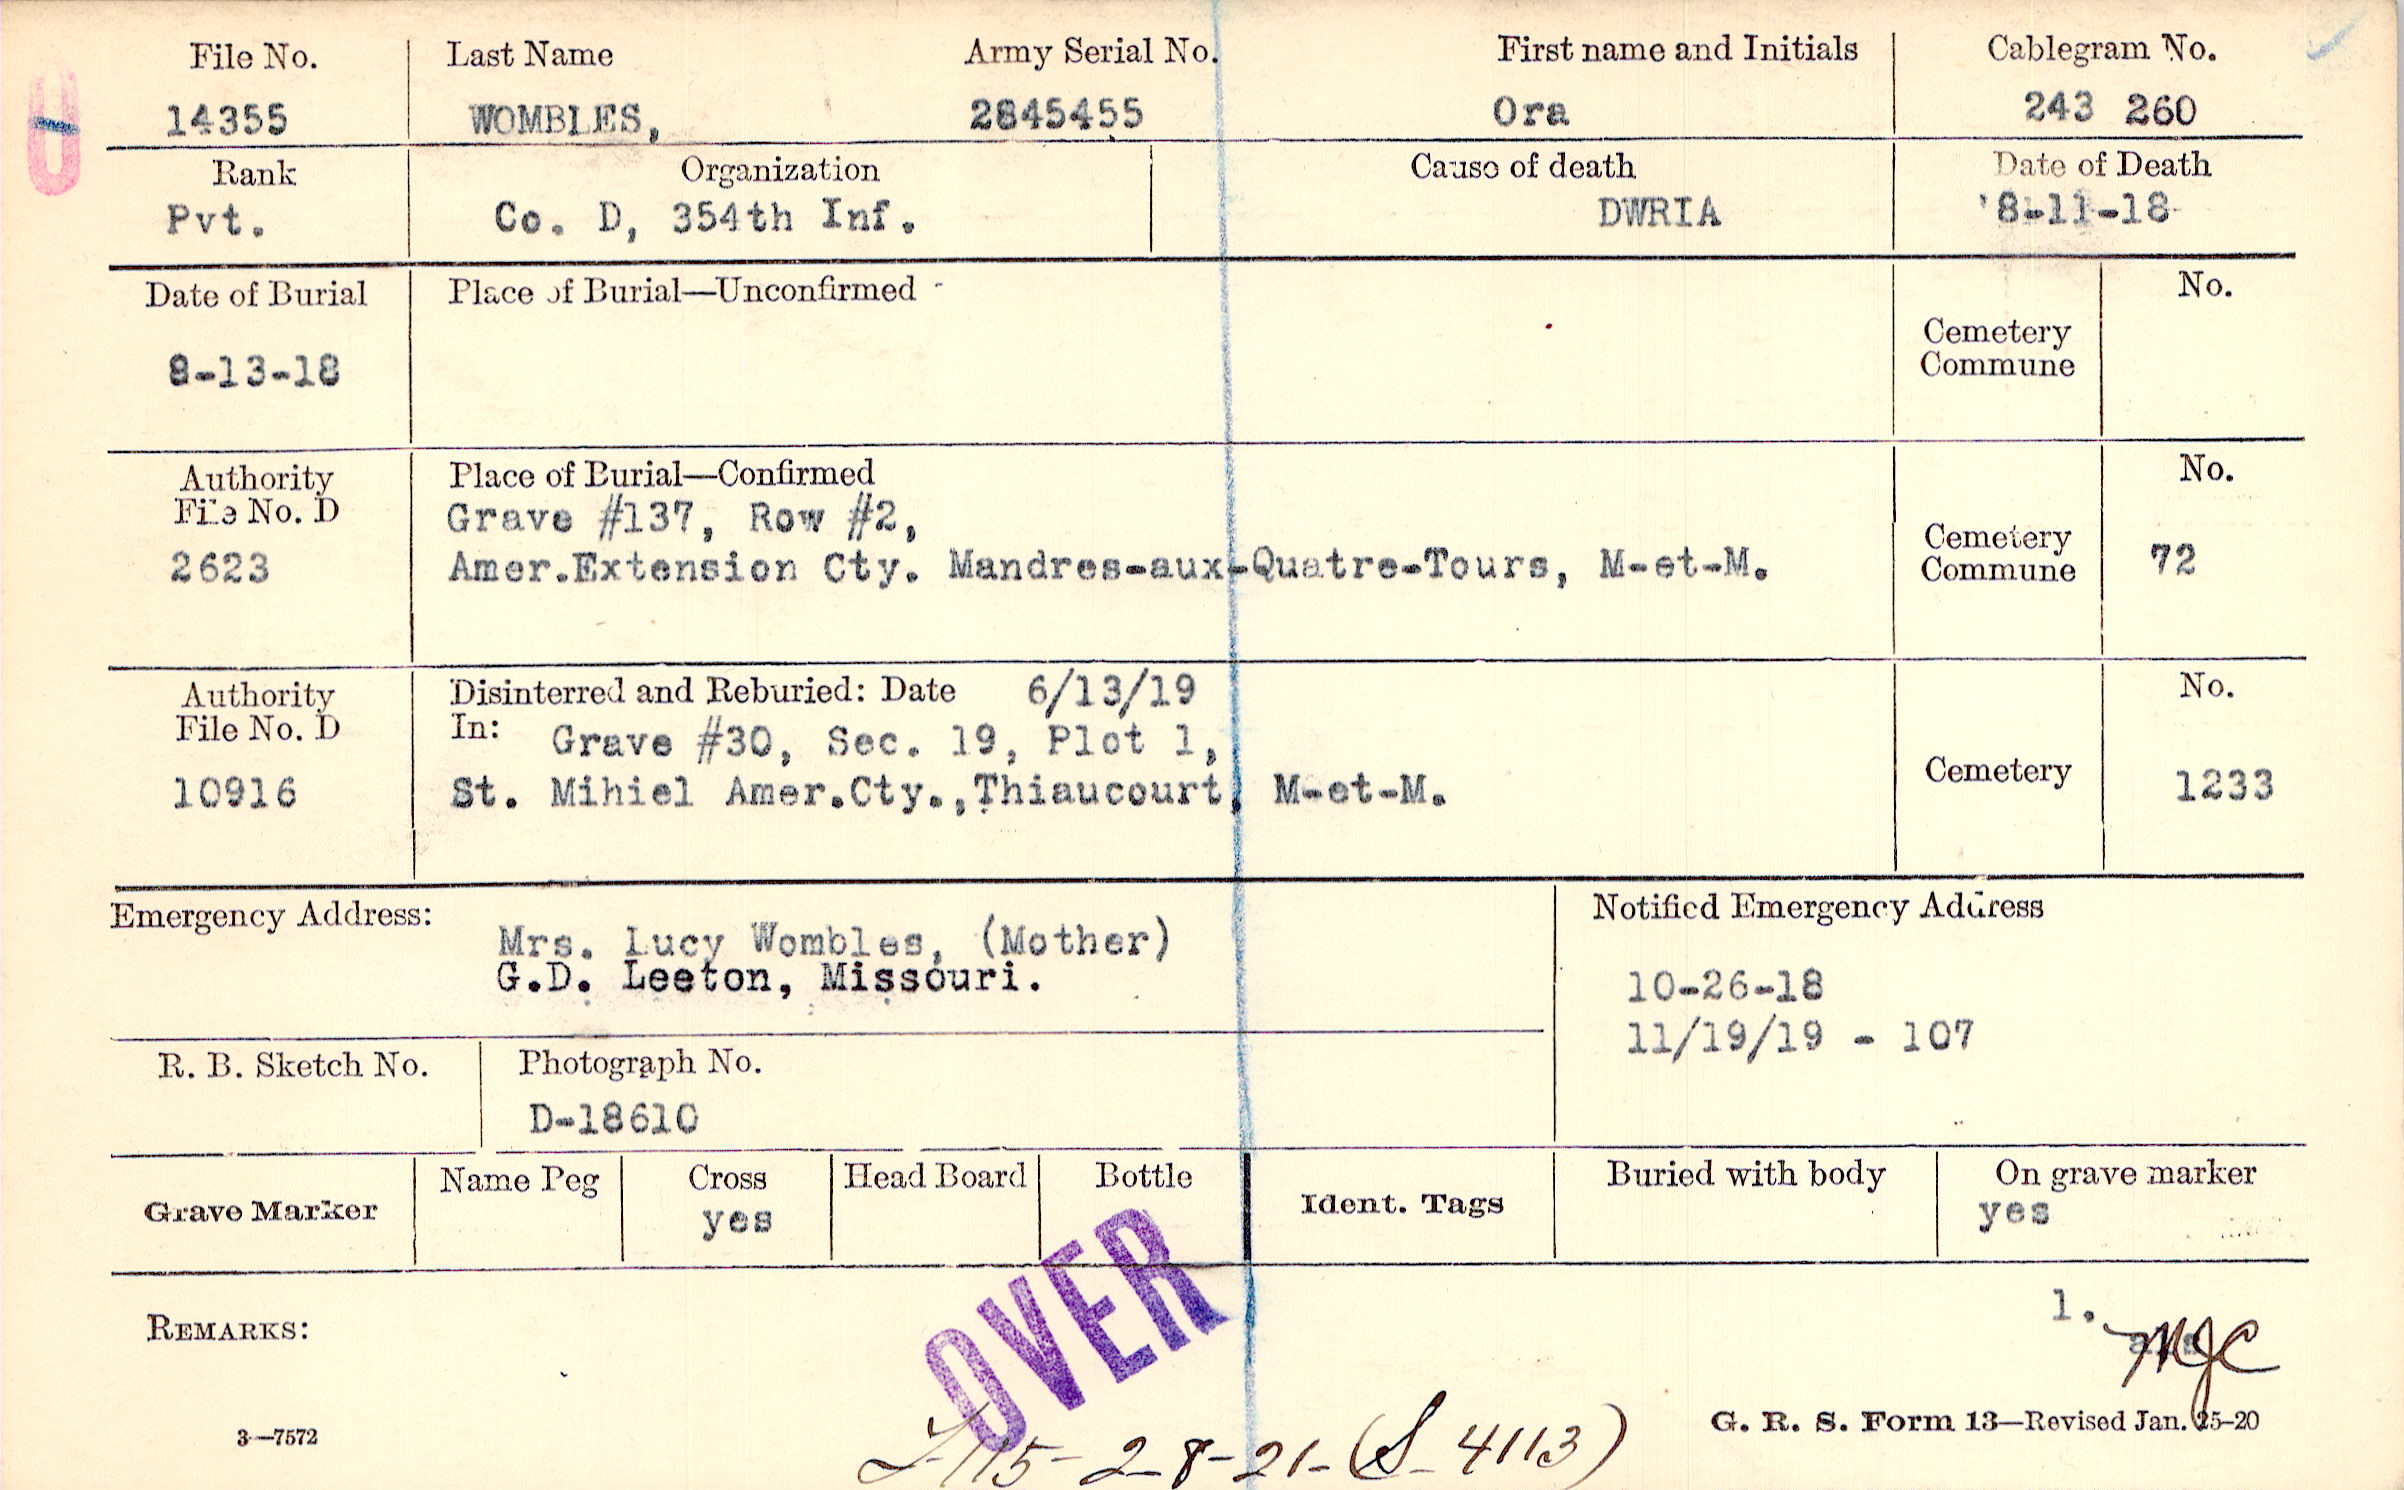 File No. Last Name Army Serial No. First name and Initials Cablegram No.
14355 WOMBLES, 2845455 Ora 243 260
Rank Organization Cause of death Date of Death
Pvt. Co. D, 354th Inf. DWRIA 8-11-18
Date of Burial Place of Burial—Unconfirmed No.
8-13-18
Cemetery
Commune
Authority Place of Burial—Confirmed No.
File No. D Grave #137, Row #2,
2623 Amer.Extension Cty. Mandres-aux-Quatre-Tours, M-et-M.
Cemetery
Commune 72
Authority Disinterred and Reburied: Date 6/13/19 No.
File No. D In: Grave #30, Sec. 19, Plot 1,
10916 St. Mihiel Amer.Cty.,Thiaucourt, M-et-M. Cemetery 1233
Emergency Address: Notified Emergency Address
Mrs. Lucy Wombles, (Mother)
G.D. Leeton, Missouri.
10-26-18
11/19/19 - 107
R. B. Sketch No. Photograph No.
D-18610
Grave Marker Name Peg Cross Head Board Bottle Ident. Tags Buried with body On grave marker
yes yes
REMARKS:
1.
MJC
OVER
3—7572
G. R. S. Form 13—Revised Jan. 25-20
115-2-8-21-(S-4113)